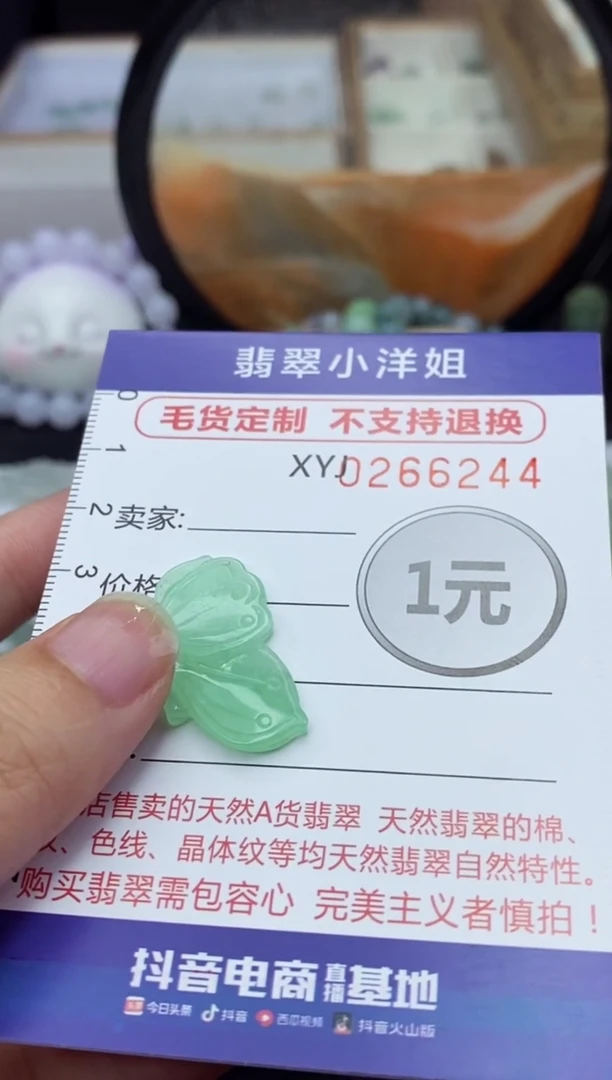 翡翠小洋姐
毛货定制 不支持退换
XYJ0266244
0
1
2
3
卖家:
价格
1元
店售卖的天然A货翡翠 天然翡翠的棉、
、色线、晶体纹等均天然翡翠自然特性。
购买翡翠需包容心 完美主义者慎拍！
抖音电商直播基地
今日头条 抖音 西瓜视频 抖音火山版